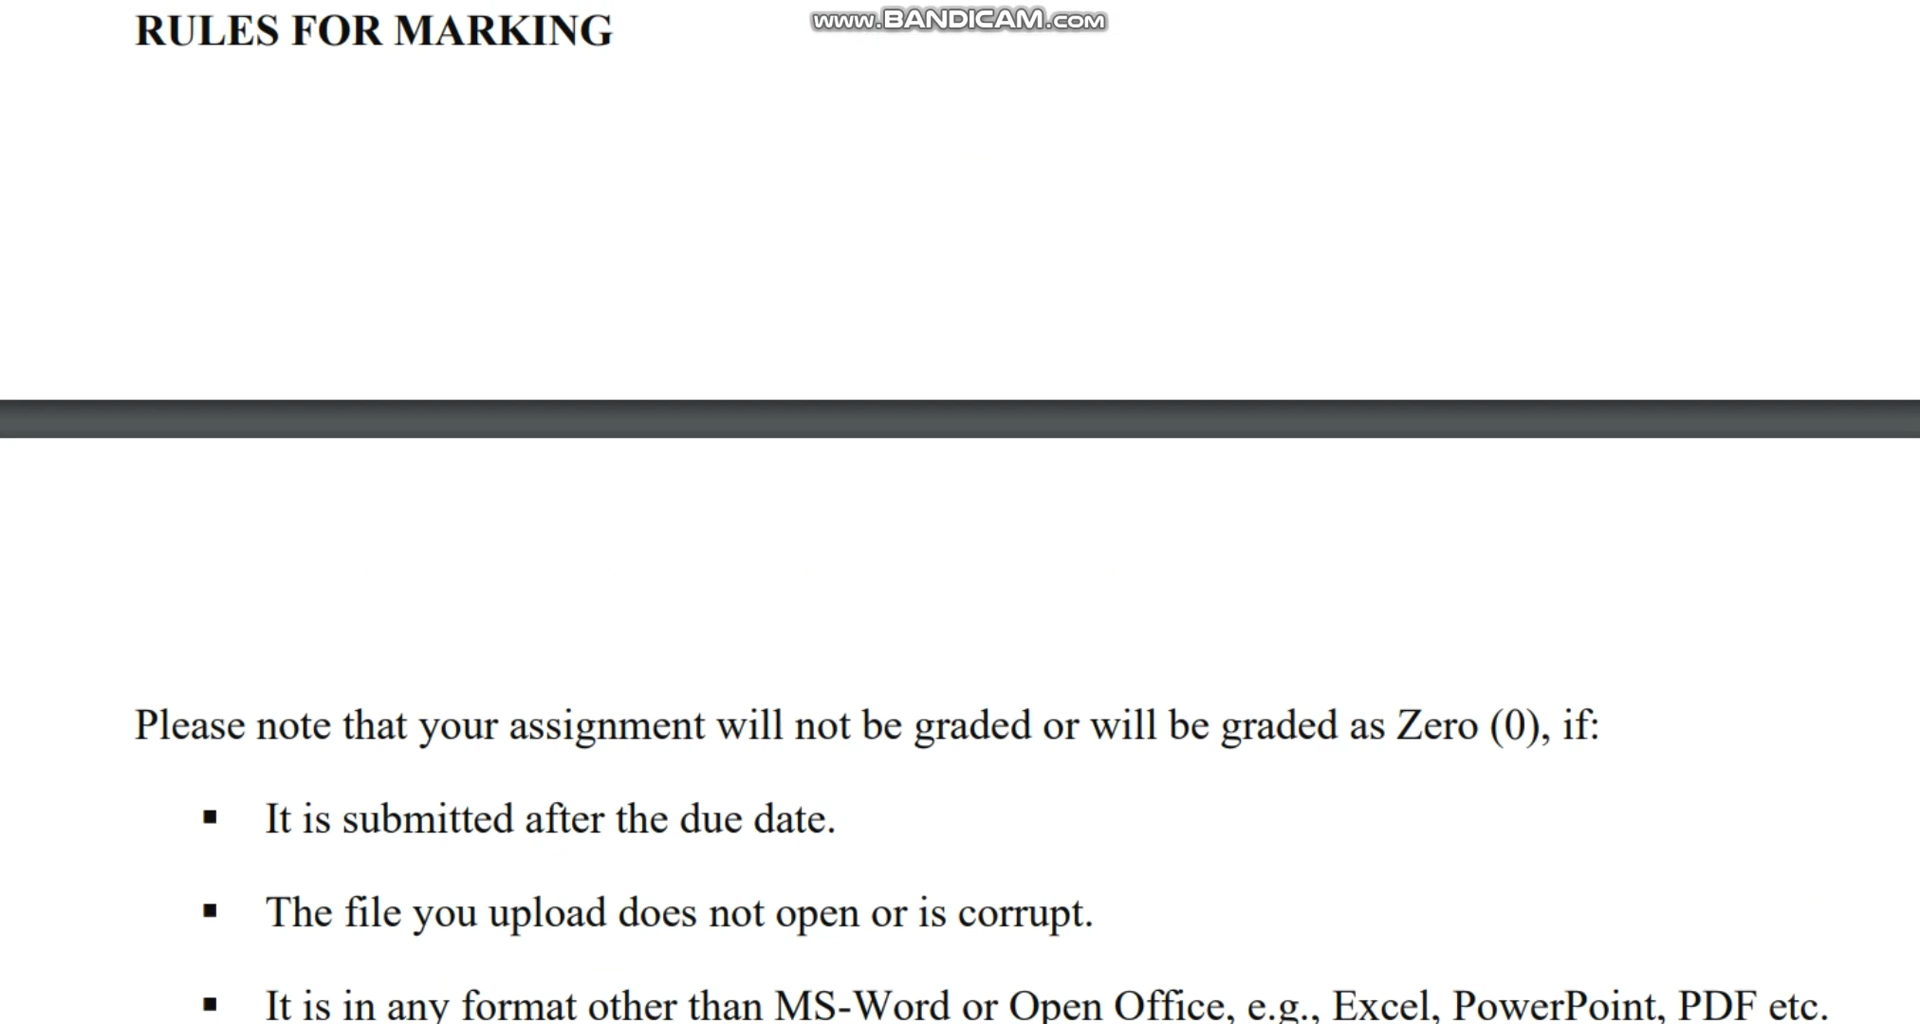 RULES FOR MARKING
www.BANDICAM.com
Please note that your assignment will not be graded or will be graded as Zero (0), if:
▪ It is submitted after the due date.
▪ The file you upload does not open or is corrupt.
▪ It is in any format other than MS-Word or Open Office, e.g., Excel, PowerPoint, PDF etc.